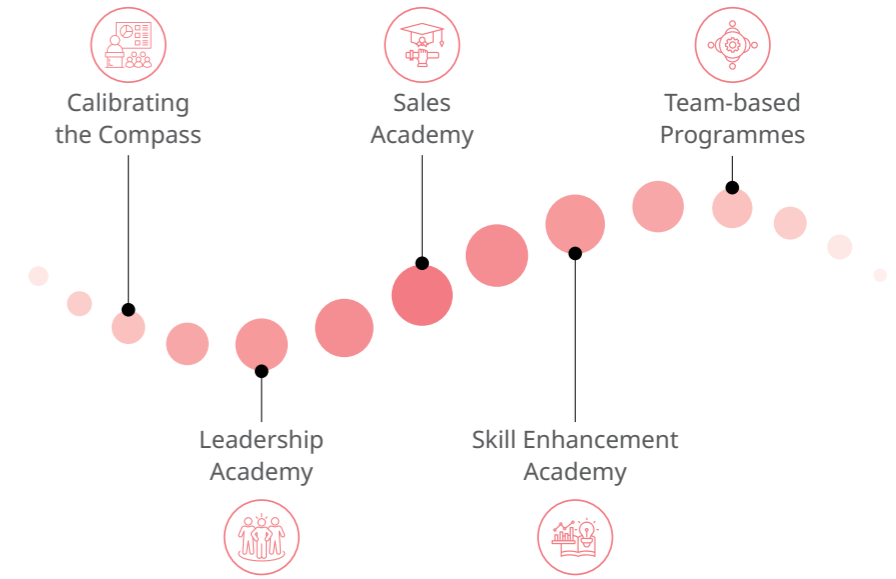 Calibrating
the Compass
Sales
Academy
Team-based
Programmes
Leadership
Academy
Skill Enhancement
Academy